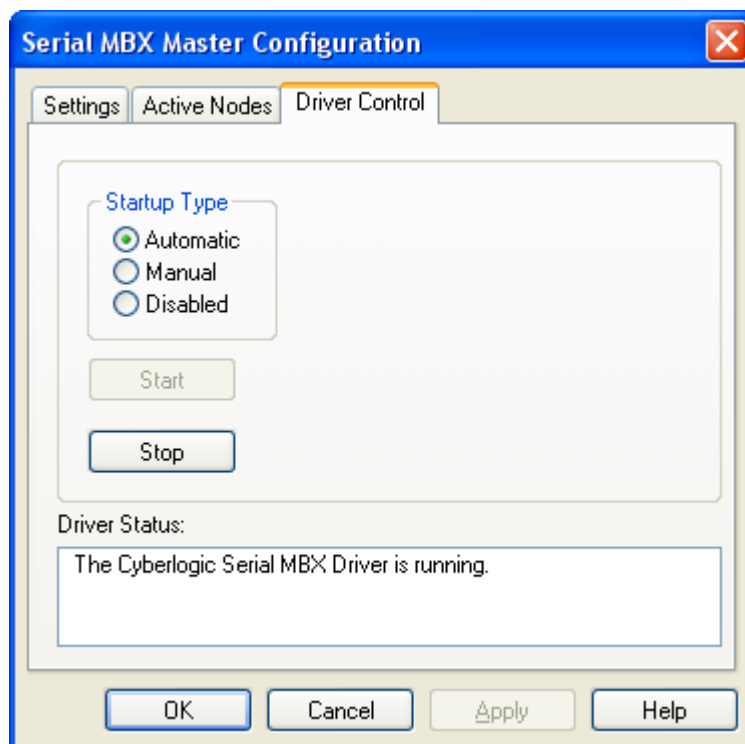 Serial MBX Master Configuration
Settings Active Nodes Driver Control
Startup Type
Automatic
Manual
Disabled
Start
Stop
Driver Status:
The Cyberlogic Serial MBX Driver is running.
OK Cancel Apply Help